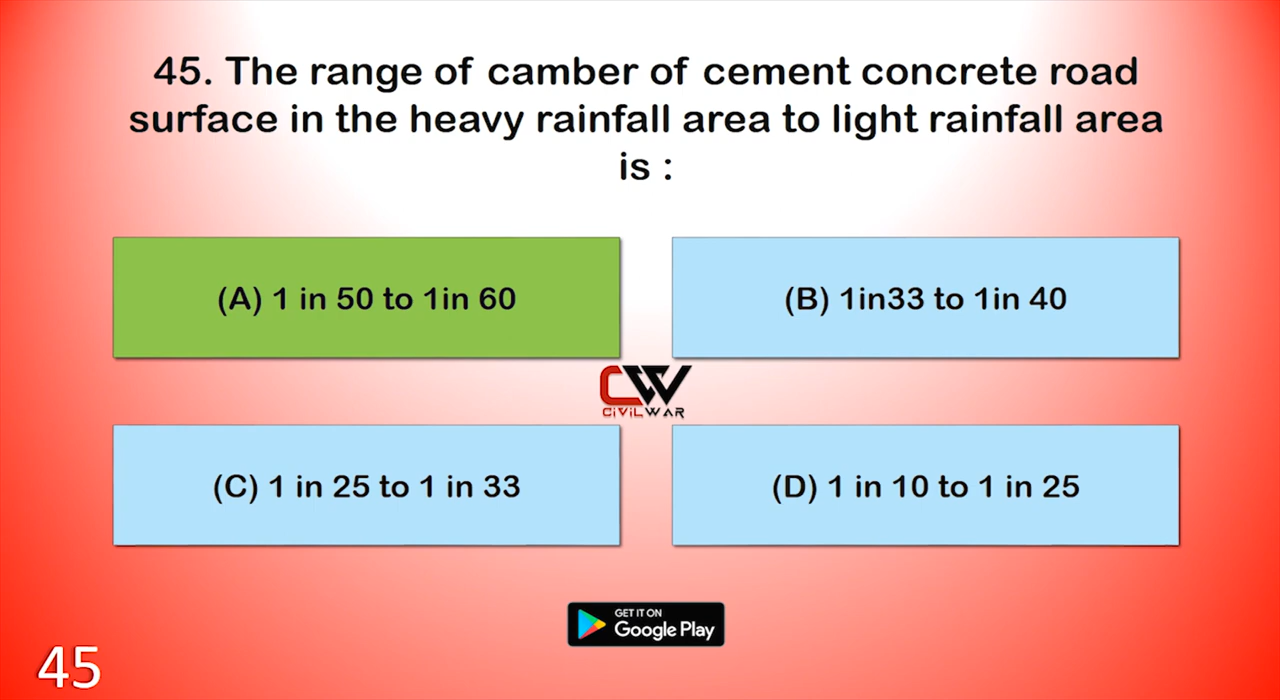 45. The range of camber of cement concrete road
surface in the heavy rainfall area to light rainfall area
is :
(A) 1 in 50 to 1in 60
(B) 1in33 to 1in 40
CW
CIVIL WAR
(C) 1 in 25 to 1 in 33
(D) 1 in 10 to 1 in 25
GET IT ON
Google Play
45